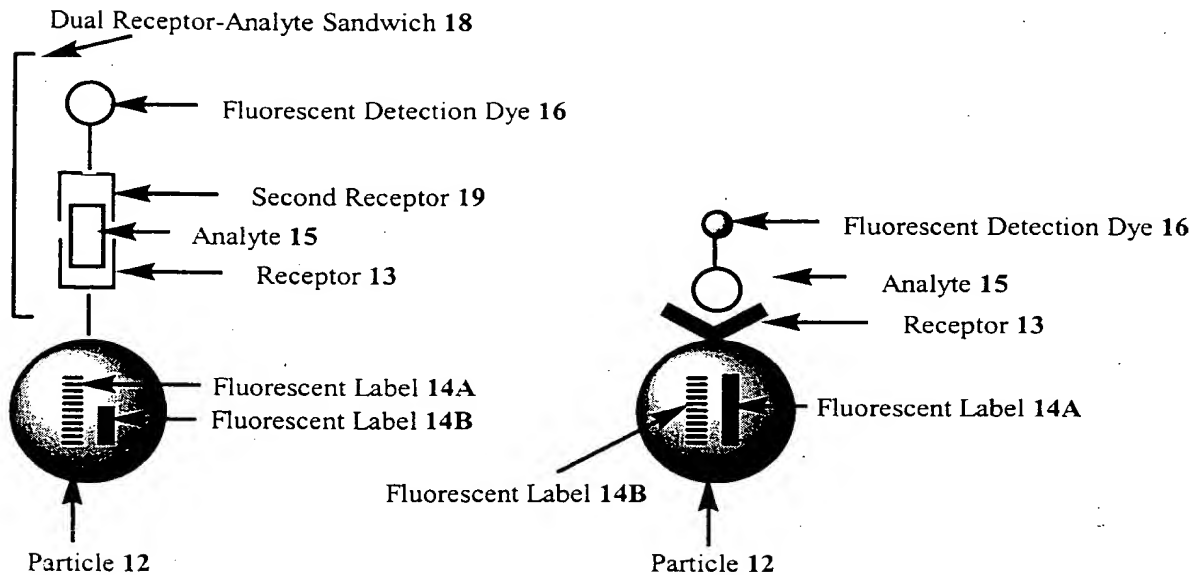 Dual Receptor-Analyte Sandwich 18
Fluorescent Detection Dye 16
Second Receptor 19
Analyte 15
Receptor 13
Fluorescent Label 14A
Fluorescent Label 14B
Particle 12
Fluorescent Detection Dye 16
Analyte 15
Receptor 13
Fluorescent Label 14A
Fluorescent Label 14B
Particle 12